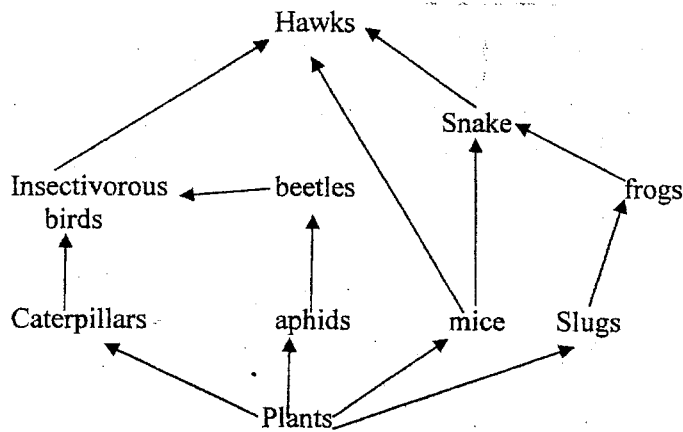 Hawks
Snake
Insectivorous
birds
beetles
frogs
Caterpillars
aphids
mice
Slugs
Plants